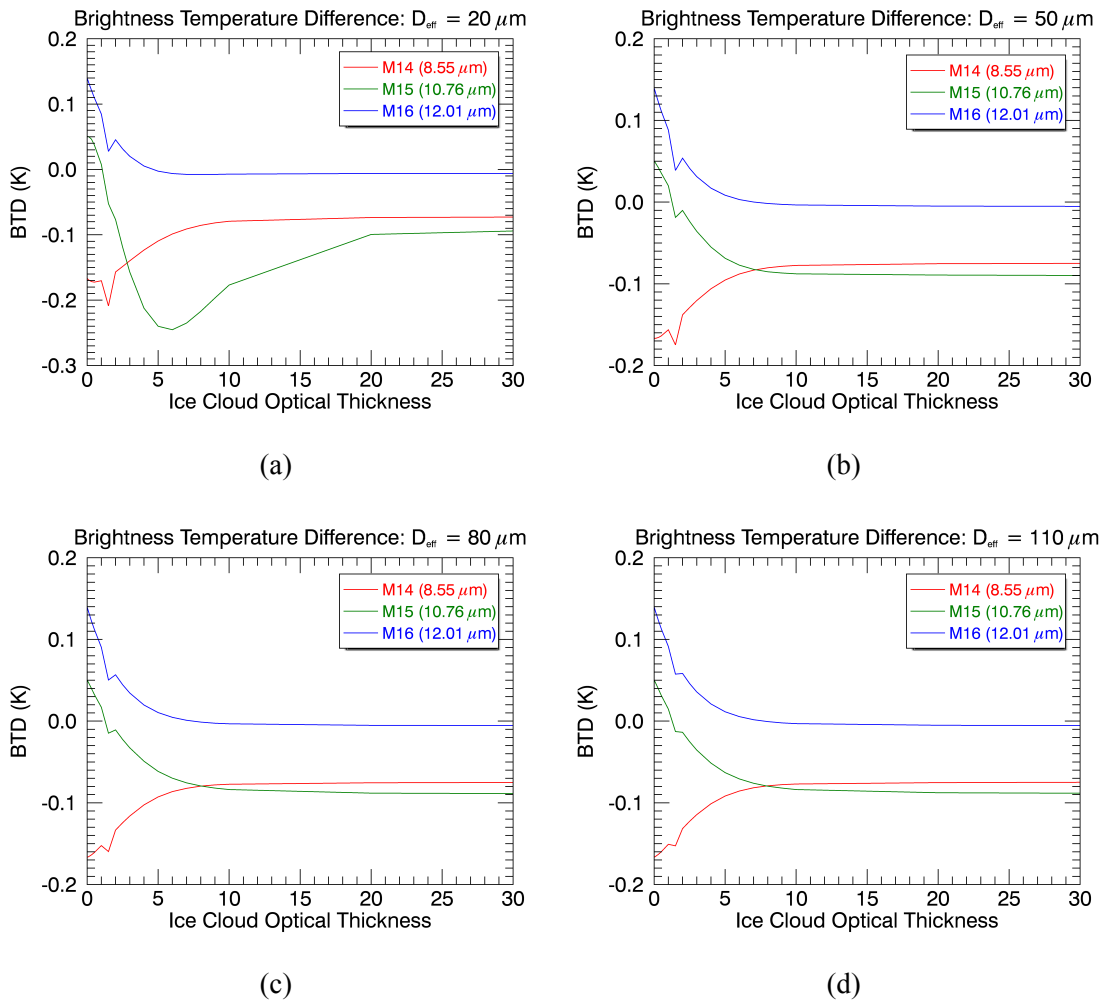 Brightness Temperature Difference: Deff = 20 μm
0.2
0.1
0.0
-0.1
-0.2
-0.3
BTD (K)
M14 (8.55 μm)
M15 (10.76 μm)
M16 (12.01 μm)
0 5 10 15 20 25 30
Ice Cloud Optical Thickness
(a)
Brightness Temperature Difference: Deff = 50 μm
0.2
0.1
0.0
-0.1
-0.2
BTD (K)
M14 (8.55 μm)
M15 (10.76 μm)
M16 (12.01 μm)
0 5 10 15 20 25 30
Ice Cloud Optical Thickness
(b)
Brightness Temperature Difference: Deff = 80 μm
0.2
0.1
0.0
-0.1
-0.2
BTD (K)
M14 (8.55 μm)
M15 (10.76 μm)
M16 (12.01 μm)
0 5 10 15 20 25 30
Ice Cloud Optical Thickness
(c)
Brightness Temperature Difference: Deff = 110 μm
0.2
0.1
0.0
-0.1
-0.2
BTD (K)
M14 (8.55 μm)
M15 (10.76 μm)
M16 (12.01 μm)
0 5 10 15 20 25 30
Ice Cloud Optical Thickness
(d)